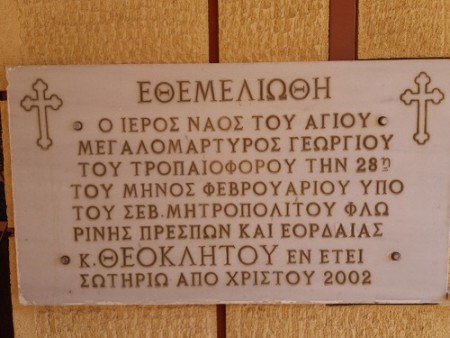 ΕΘΕΜΕΛΙΩΘΗ
Ο ΙΕΡΟΣ ΝΑΟΣ ΤΟΥ ΑΓΙΟΥ
ΜΕΓΑΛΟΜΑΡΤΥΡΟΣ ΓΕΩΡΓΙΟΥ
ΤΟΥ ΤΡΟΠΑΙΟΦΟΡΟΥ ΤΗΝ 28η
ΤΟΥ ΜΗΝΟΣ ΦΕΒΡΟΥΑΡΙΟΥ ΥΠΟ
ΤΟΥ ΣΕΒ. ΜΗΤΡΟΠΟΛΙΤΟΥ ΦΛΩ
ΡΙΝΗΣ ΠΡΕΣΠΩΝ ΚΑΙ ΕΟΡΔΑΙΑΣ
κ. ΘΕΟΚΛΗΤΟΥ ΕΝ ΕΤΕΙ
ΣΩΤΗΡΙΩ ΑΠΟ ΧΡΙΣΤΟΥ 2002